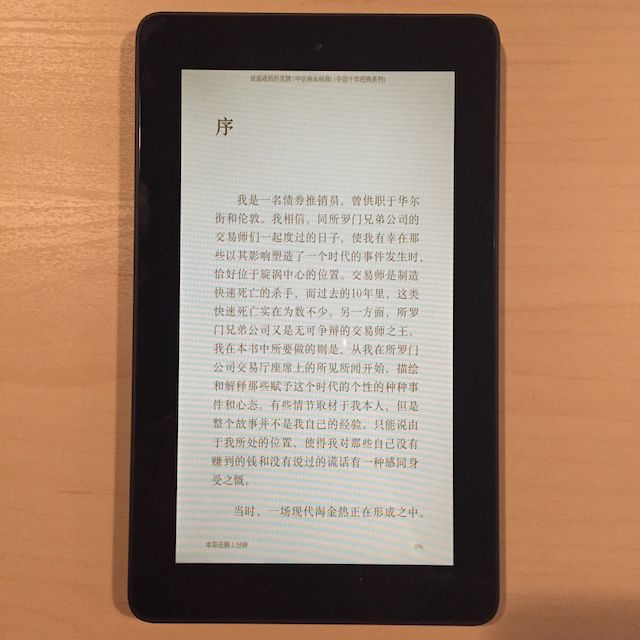 说谎者的扑克牌 (中信商业经典) (中信十年经典系列)
序
我是一名债券推销员、曾供职于华尔
街和伦敦。我相信，同所罗门兄弟公司的
交易师们一起度过的日子，使我有幸在那
些以其影响塑造了一个时代的事件发生时，
恰好位于旋涡中心的位置。交易师是制造
快速死亡的杀手，而过去的10年里，这类
快速死亡实在为数不少。另一方面，所罗
门兄弟公司又是无可争辩的交易师之王。
我在本书中所要做的则是，从我在所罗门
公司交易厅座席上的所见所闻开始，描绘
和解释那些赋予这个时代的个性的种种事
件和心态。有些情节取材于我本人，但是
整个故事并不是我自己的经验。只能说由
于我所处的位置，使得我对那些自己没有
赚到的钱和没有说过的谎话有一种感同身
受之慨。
当时，一场现代淘金热正在形成之中。
本章还剩 1 分钟
0%